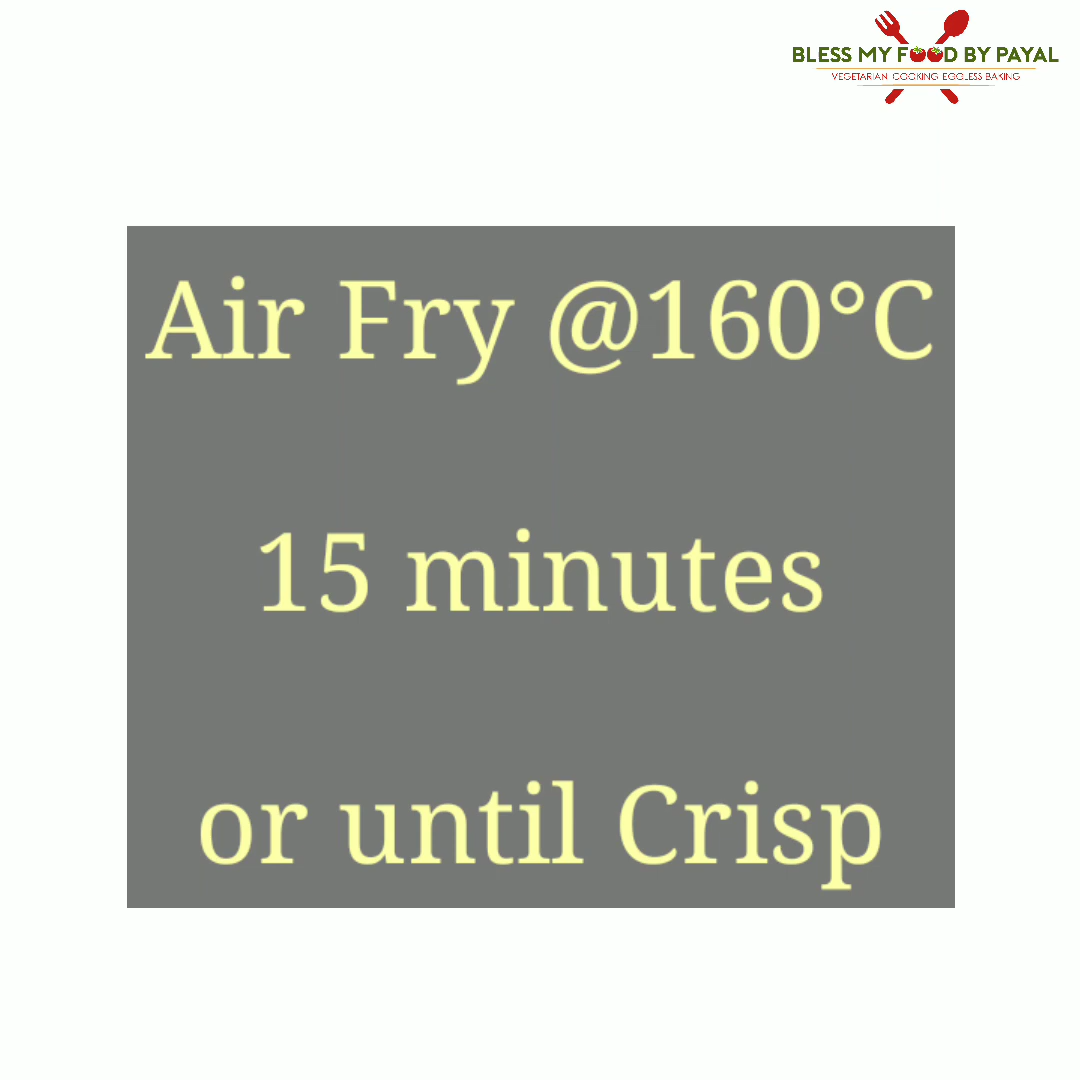 BLESS MY FOOD BY PAYAL
VEGETARIAN COOKING EGGLESS BAKING
Air Fry @160°C
15 minutes
or until Crisp